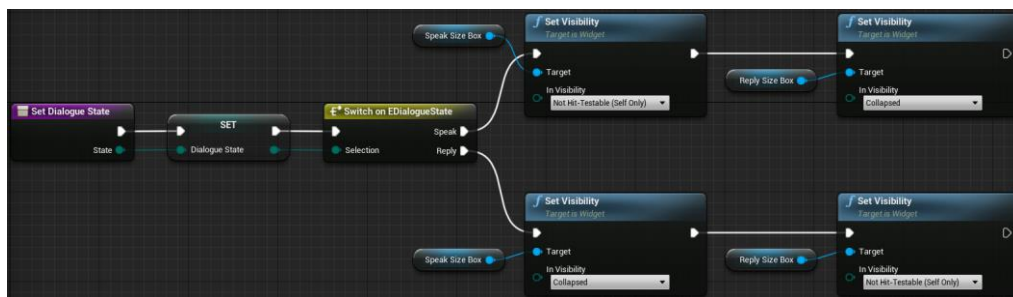 Set Dialogue State
State
SET
Dialogue State
Switch on EDialogueState
Selection
Speak
Reply
Speak Size Box
Set Visibility
Target is Widget
Target
In Visibility
Not Hit-Testable (Self Only)
Reply Size Box
Set Visibility
Target is Widget
Target
In Visibility
Collapsed
Speak Size Box
Set Visibility
Target is Widget
Target
In Visibility
Collapsed
Reply Size Box
Set Visibility
Target is Widget
Target
In Visibility
Not Hit-Testable (Self Only)